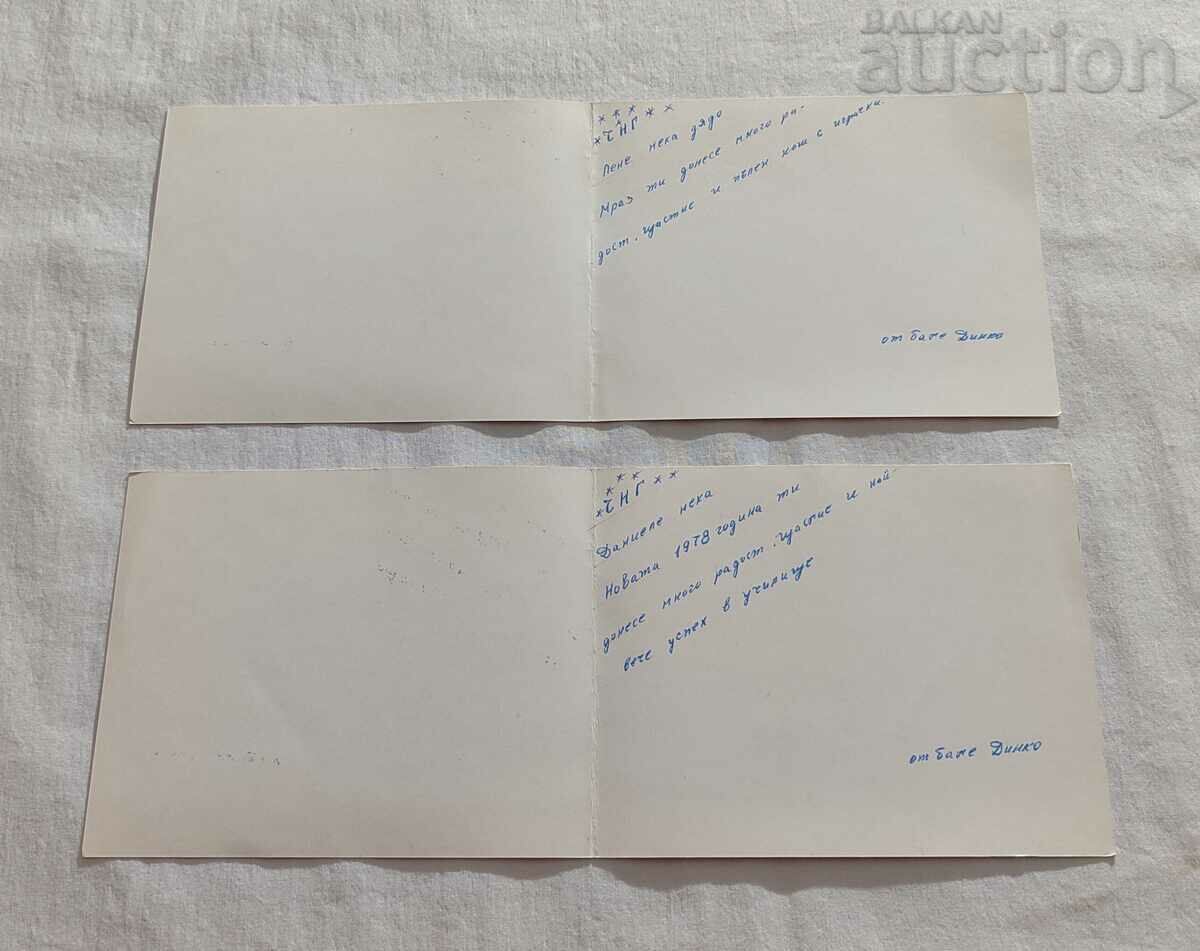 BALKAN
auction
* * * * *
*ЧНГ*
Пене нека дядо
Мраз ти донесе много ра-
дост, щастие и пълен кош с играчки.
от бате Динко
* * * * *
*ЧНГ
Даниеле нека
Новата 1978 година ти
донесе много радост, щастие и най
вече успех в училище
от бате Динко